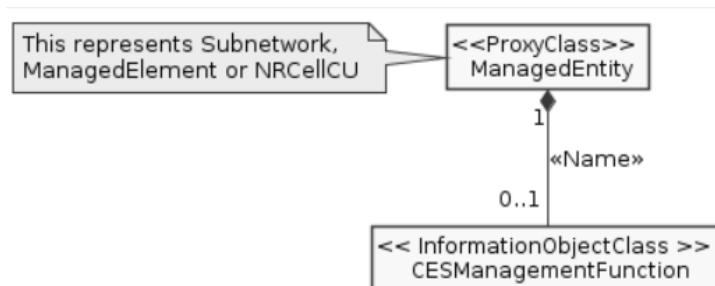 This represents Subnetwork,
ManagedElement or NRCellCU
<<ProxyClass>>
ManagedEntity
1
«Name»
0..1
<< InformationObjectClass >>
CESManagementFunction